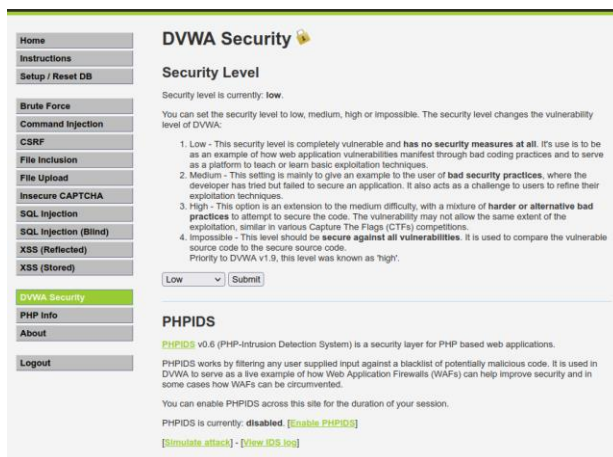 Home
Instructions
Setup / Reset DB
Brute Force
Command Injection
CSRF
File Inclusion
File Upload
Insecure CAPTCHA
SQL Injection
SQL Injection (Blind)
XSS (Reflected)
XSS (Stored)
DVWA Security
PHP Info
About
Logout
DVWA Security
Security Level
Security level is currently: low.
You can set the security level to low, medium, high or impossible. The security level changes the vulnerability
level of DVWA:
1. Low - This security level is completely vulnerable and has no security measures at all. It's use is to be
as an example of how web application vulnerabilities manifest through bad coding practices and to serve
as a platform to teach or learn basic exploitation techniques.
2. Medium - This setting is mainly to give an example to the user of bad security practices, where the
developer has tried but failed to secure an application. It also acts as a challenge to users to refine their
exploitation techniques.
3. High - This option is an extension to the medium difficulty, with a mixture of harder or alternative bad
practices to attempt to secure the code. The vulnerability may not allow the same extent of the
exploitation, similar in various Capture The Flags (CTFs) competitions.
4. Impossible - This level should be secure against all vulnerabilities. It is used to compare the vulnerable
source code to the secure source code.
Priority to DVWA v1.9, this level was known as 'high'.
Low Submit
PHPIDS
PHPIDS v0.6 (PHP-Intrusion Detection System) is a security layer for PHP based web applications.
PHPIDS works by filtering any user supplied input against a blacklist of potentially malicious code. It is used in
DVWA to serve as a live example of how Web Application Firewalls (WAFs) can help improve security and in
some cases how WAFs can be circumvented.
You can enable PHPIDS across this site for the duration of your session.
PHPIDS is currently: disabled. [Enable PHPIDS]
[Simulate attack] - [View IDS log]